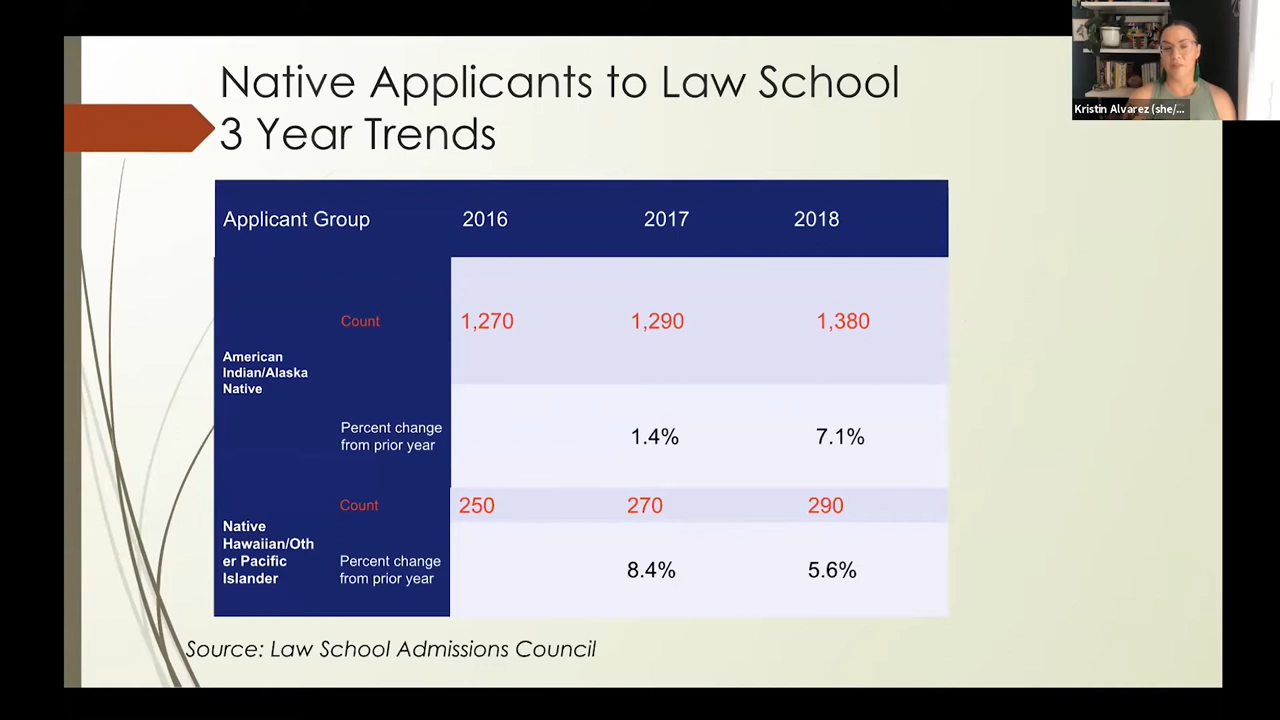 Native Applicants to Law School
3 Year Trends
Kristin Alvarez (she/...
Applicant Group 2016 2017 2018
Count 1,270 1,290 1,380
American
Indian/Alaska
Native
Percent change
from prior year
1.4% 7.1%
Count 250 270 290
Native
Hawaiian/Oth
er Pacific
Islander
Percent change
from prior year
8.4% 5.6%
Source: Law School Admissions Council